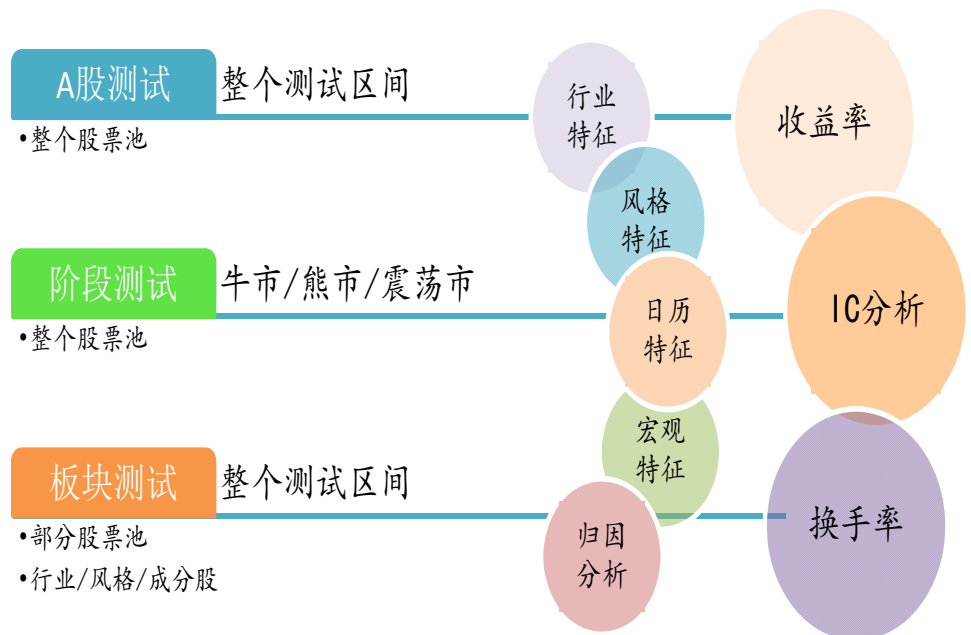 A股测试
整个测试区间
•整个股票池
阶段测试
牛市/熊市/震荡市
•整个股票池
板块测试
整个测试区间
•部分股票池
•行业/风格/成分股
行业
特征
风格
特征
日历
特征
宏观
特征
归因
分析
收益率
IC分析
换手率